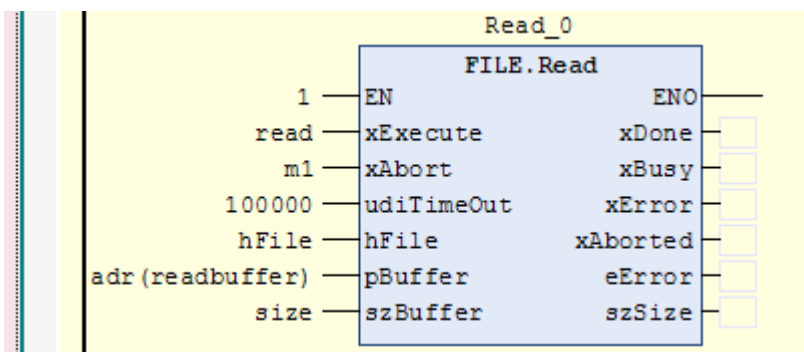 Read_0
FILE.Read
1 EN ENO
read xExecute xDone
m1 xAbort xBusy
100000 udiTimeOut xError
hFile hFile xAborted
adr(readbuffer) pBuffer eError
size szBuffer szSize